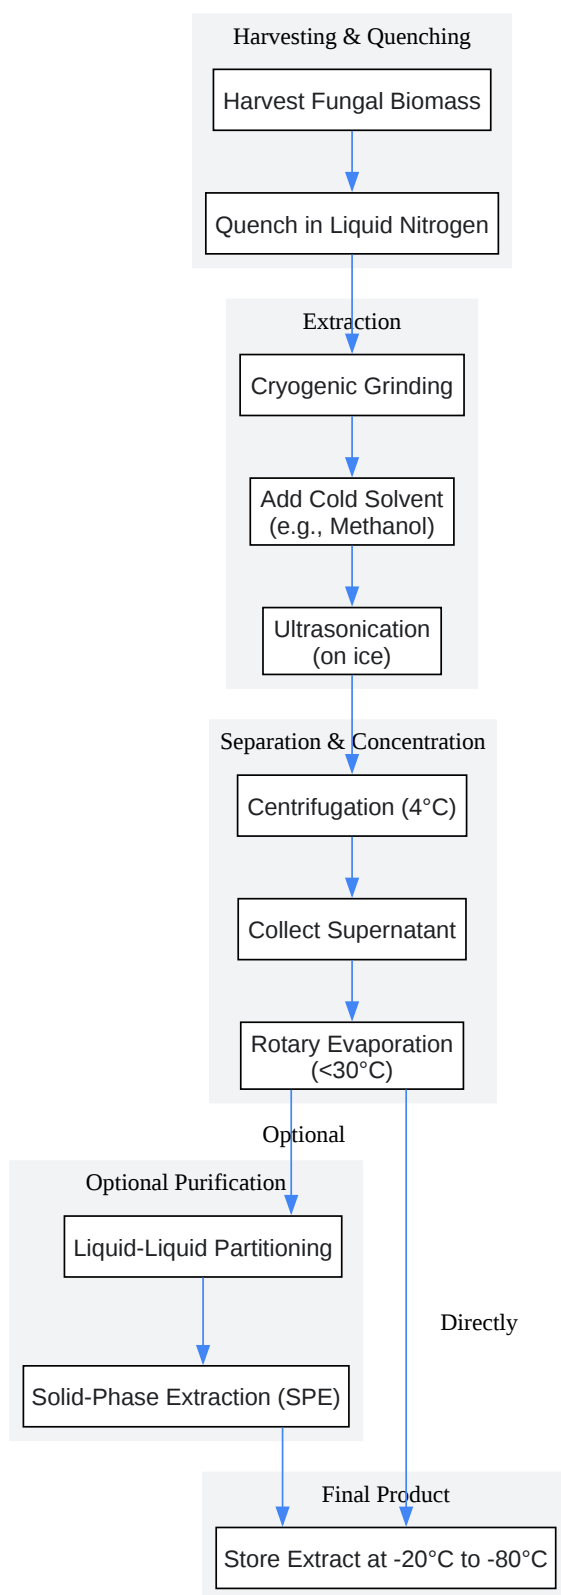 Harvesting & Quenching
Harvest Fungal Biomass
Quench in Liquid Nitrogen
Extraction
Cryogenic Grinding
Add Cold Solvent
(e.g., Methanol)
Ultrasonication
(on ice)
Separation & Concentration
Centrifugation (4°C)
Collect Supernatant
Rotary Evaporation
(<30°C)
Optional
Optional Purification
Liquid-Liquid Partitioning
Directly
Solid-Phase Extraction (SPE)
Final Product
Store Extract at -20°C to -80°C